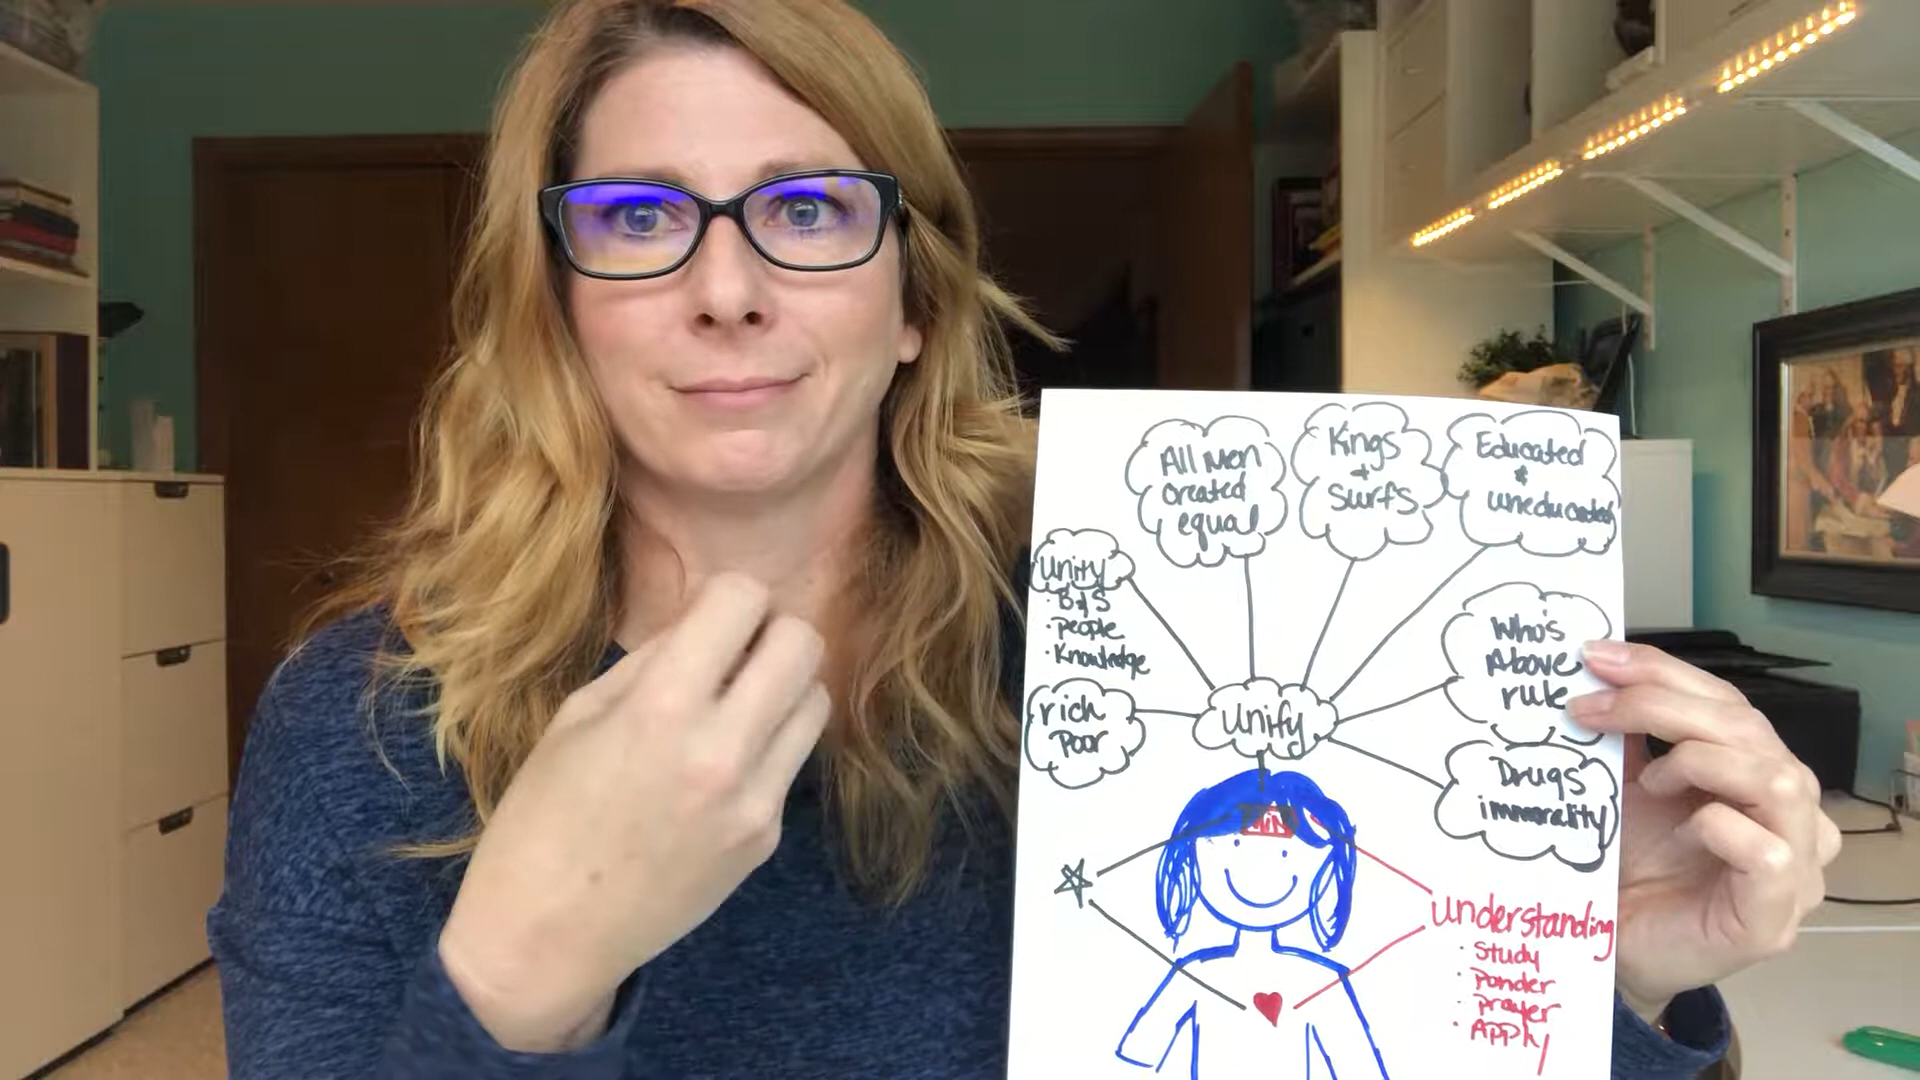 All Men
created
equal
Kings
+
Surfs
Educated
&
uneducated
unity
· B&S
· People
· Knowledge
Who's
Above
rule
rich
Poor
unify
Drugs
immorality
understanding
· Study
· Ponder
· Prayer
· Apply